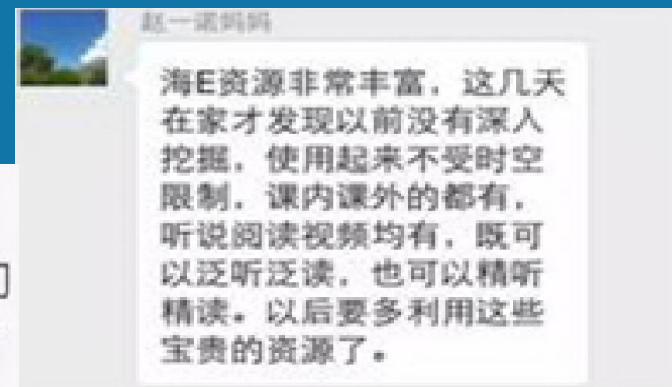 赵一诺妈妈
海E资源非常丰富，这几天
在家才发现以前没有深入
挖掘，使用起来不受时空
限制，课内课外的都有，
听说阅读视频均有，既可
以泛听泛读，也可以精听
精读。以后要多利用这些
宝贵的资源了。